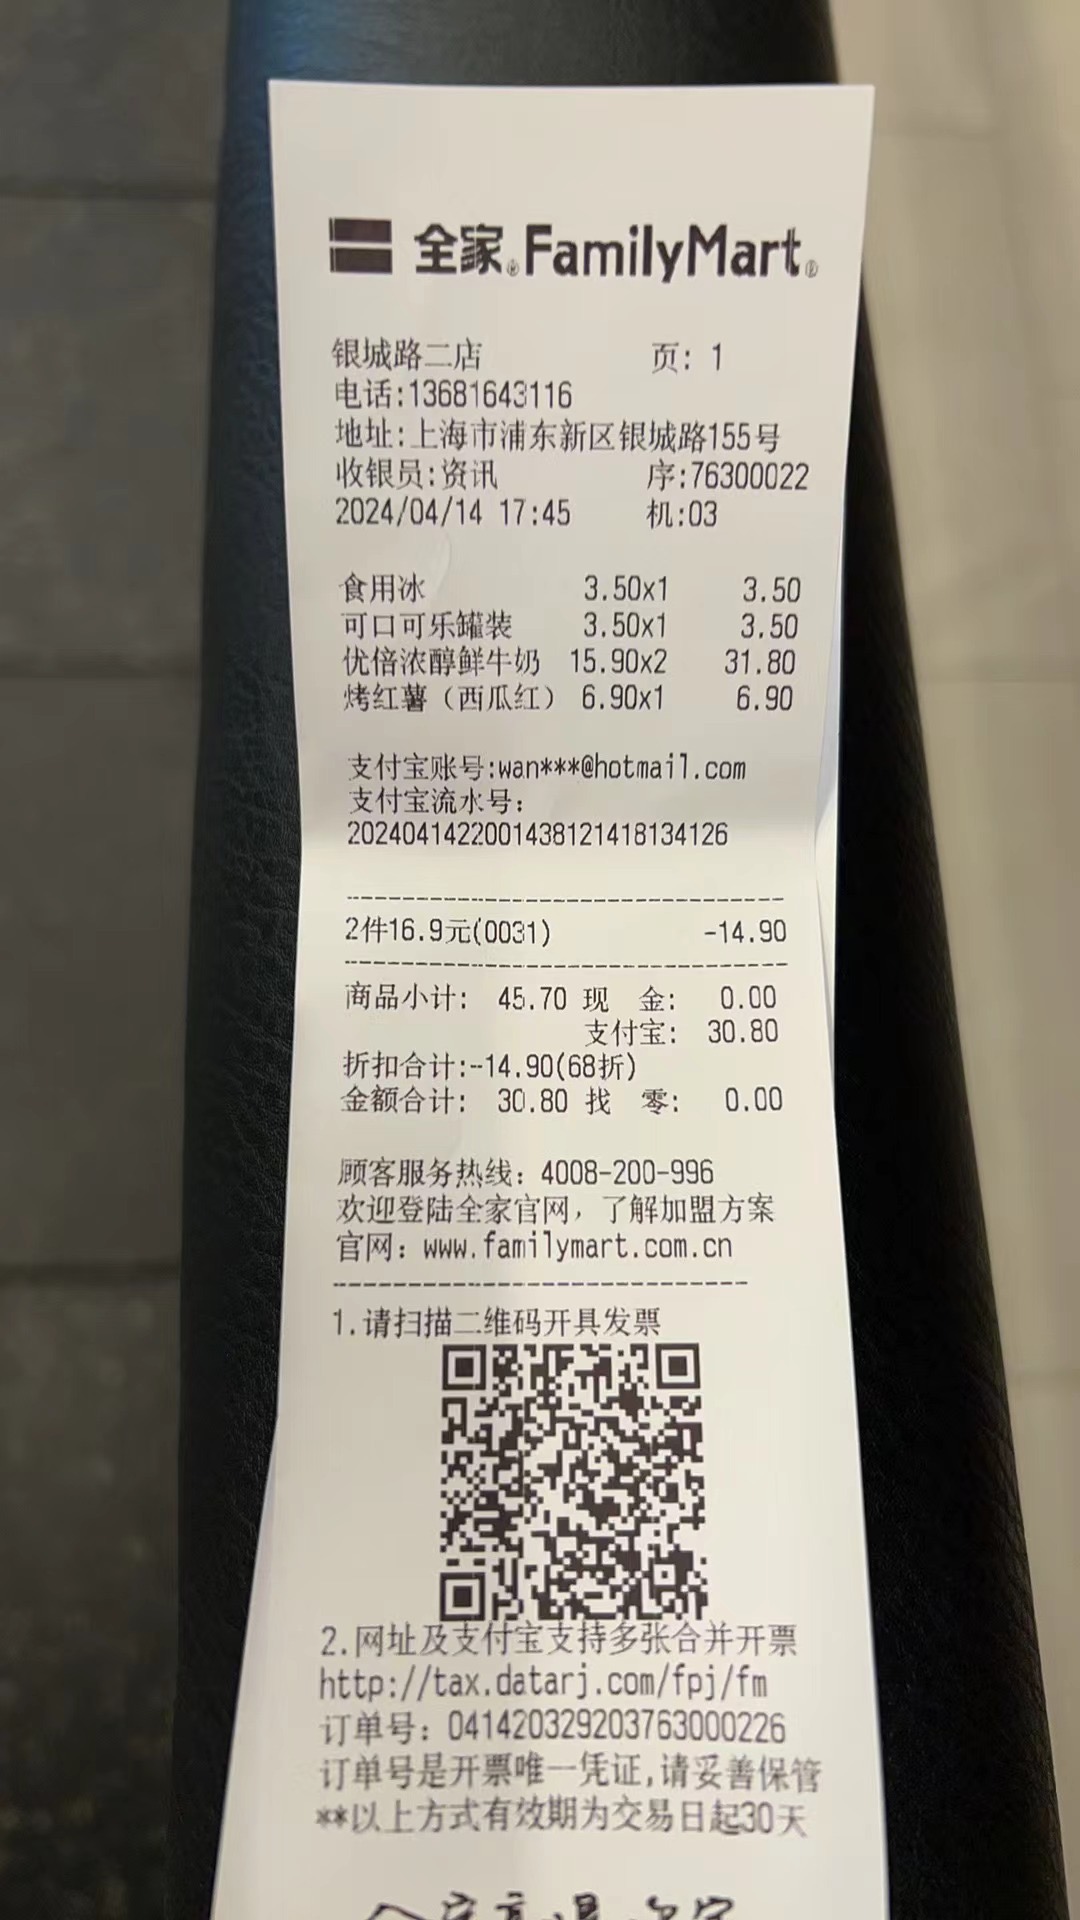 全家 FamilyMart
银城路二店 页: 1
电话:13681643116
地址:上海市浦东新区银城路155号
收银员:资讯 序:76300022
2024/04/14 17:45 机:03
食用冰 3.50x1 3.50
可口可乐罐装 3.50x1 3.50
优倍浓醇鲜牛奶 15.90x2 31.80
烤红薯（西瓜红） 6.90x1 6.90
支付宝账号:wan***@hotmail.com
支付宝流水号:
2024041422001438121418134126
2件16.9元(0031) -14.90
商品小计: 45.70 现 金: 0.00
支付宝: 30.80
折扣合计:-14.90(68折)
金额合计: 30.80 找 零: 0.00
顾客服务热线: 4008-200-996
欢迎登陆全家官网，了解加盟方案
官网: www.familymart.com.cn
1.请扫描二维码开具发票
2.网址及支付宝支持多张合并开票
http://tax.datarj.com/fpj/fm
订单号: 041420329203763000226
订单号是开票唯一凭证,请妥善保管
**以上方式有效期为交易日起30天